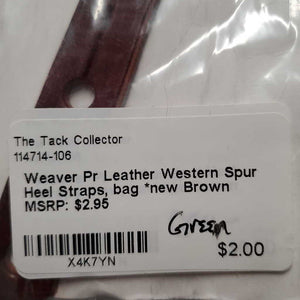 The Tack Collector
114714-106
Weaver Pr Leather Western Spur
Heel Straps, bag *new Brown
MSRP: $2.95
Green
X4K7YN
$2.00